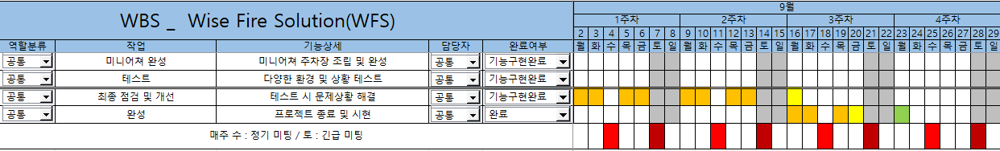 WBS _ Wise Fire Solution(WFS)
9월
1주차 2주차 3주차 4주차
2 3 4 5 6 7 8 9 10 11 12 13 14 15 16 17 18 19 20 21 22 23 24 25 26 27 28 29
역할분류 작업 기능상세 담당자 완료여부 월 화 수 목 금 토 일 월 화 수 목 금 토 일 월 화 수 목 금 토 일 월 화 수 목 금 토 일
공통 미니어쳐 완성 미니어쳐 주차장 조립 및 완성 공통 기능구현완료
공통 테스트 다양한 환경 및 상황 테스트 공통 기능구현완료
공통 최종 점검 및 개선 테스트 시 문제상황 해결 공통 기능구현완료
공통 완성 프로젝트 종료 및 시현 공통 완료
매주 수 : 정기 미팅 / 토 : 긴급 미팅